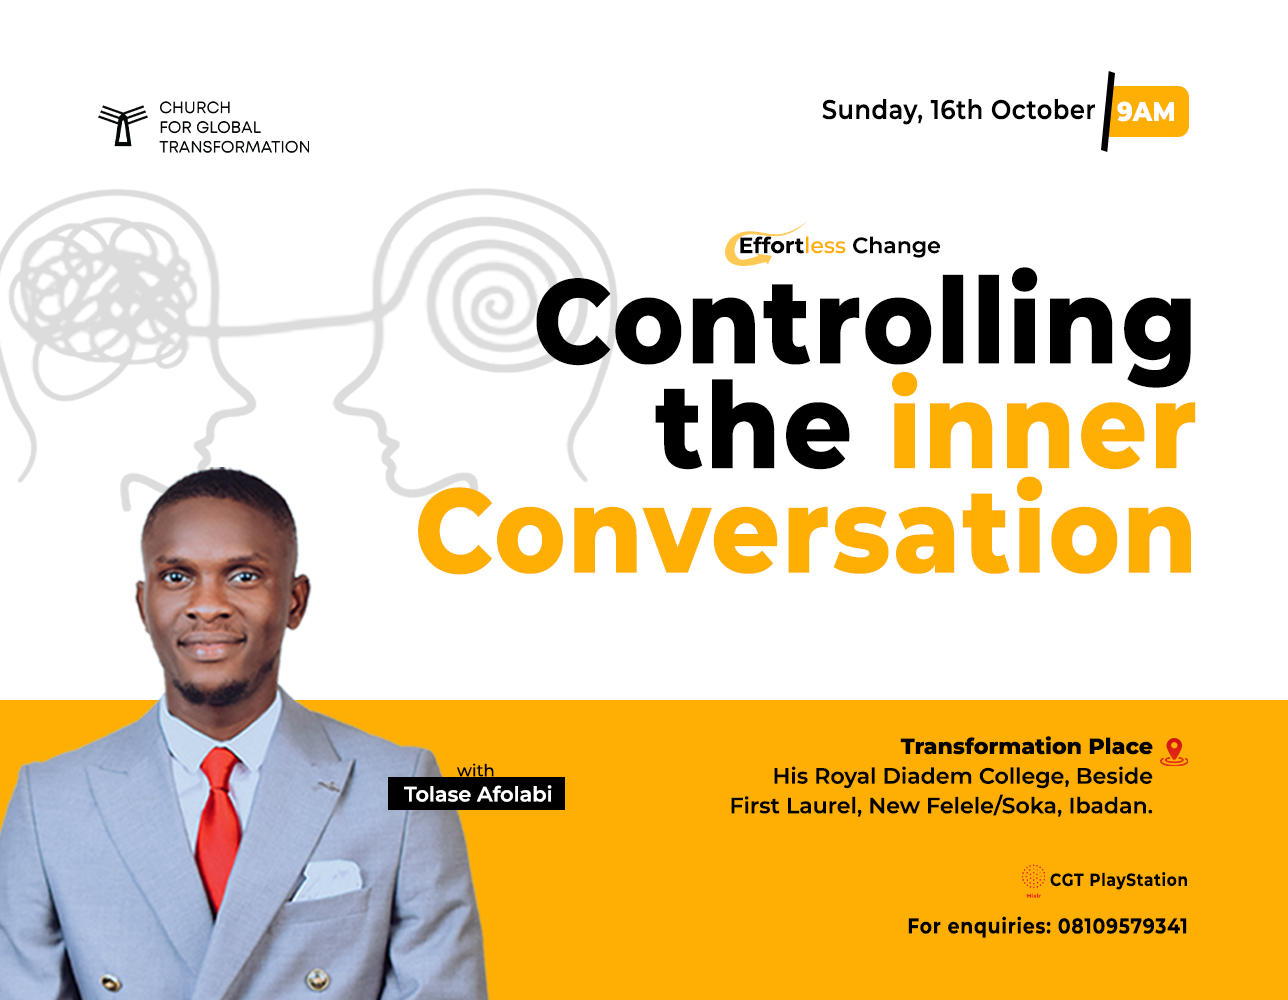 CHURCH
FOR GLOBAL
TRANSFORMATION
Sunday, 16th October 9AM
Effortless Change
Controlling
the inner
Conversation
with
Tolase Afolabi
Transformation Place
His Royal Diadem College, Beside
First Laurel, New Felele/Soka, Ibadan.
Mixlr
CGT PlayStation
For enquiries: 08109579341